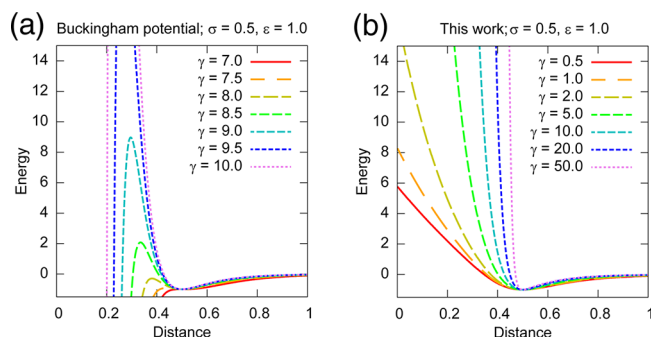 (a)
Buckingham potential; σ = 0.5, ε = 1.0
14
12
10
8
6
4
2
0
Energy
γ = 7.0
γ = 7.5
γ = 8.0
γ = 8.5
γ = 9.0
γ = 9.5
γ = 10.0
0 0.2 0.4 0.6 0.8 1
Distance
(b)
This work; σ = 0.5, ε = 1.0
14
12
10
8
6
4
2
0
Energy
γ = 0.5
γ = 1.0
γ = 2.0
γ = 5.0
γ = 10.0
γ = 20.0
γ = 50.0
0 0.2 0.4 0.6 0.8 1
Distance